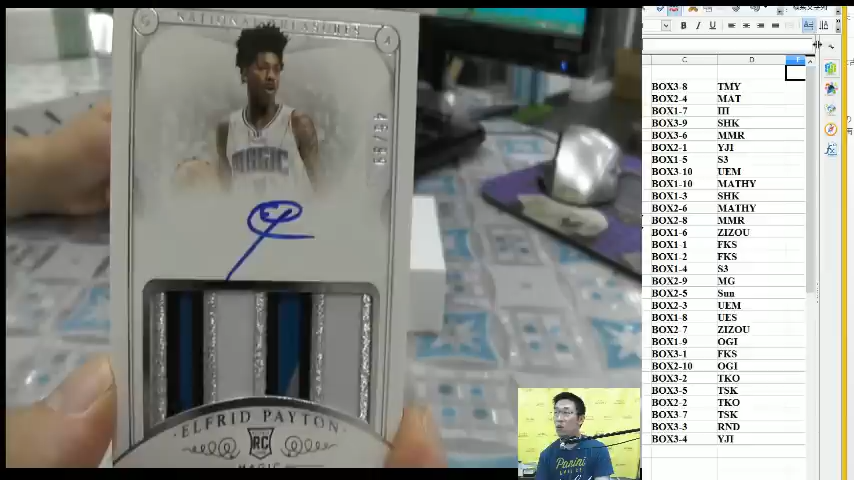 NATIONAL TREASURES
MAGIC
ELFRID PAYTON
RC
MAGIC
Panini
C D
BOX3-8 TMY
BOX2-4 MAT
BOX1-7 III
BOX3-9 SHK
BOX3-6 MMR
BOX2-1 YJI
BOX1-5 S3
BOX3-10 UEM
BOX1-10 MATHY
BOX1-3 SHK
BOX2-6 MATHY
BOX2-8 MMR
BOX1-6 ZIZOU
BOX1-1 FKS
BOX1-2 FKS
BOX1-4 S3
BOX2-9 MG
BOX2-5 Sun
BOX2-3 UEM
BOX1-8 UES
BOX2-7 ZIZOU
BOX1-9 OGI
BOX3-1 FKS
BOX2-10 OGI
BOX3-2 TKO
BOX3-5 TSK
BOX2-2 TKO
BOX3-7 TSK
BOX3-3 RND
BOX3-4 YJI